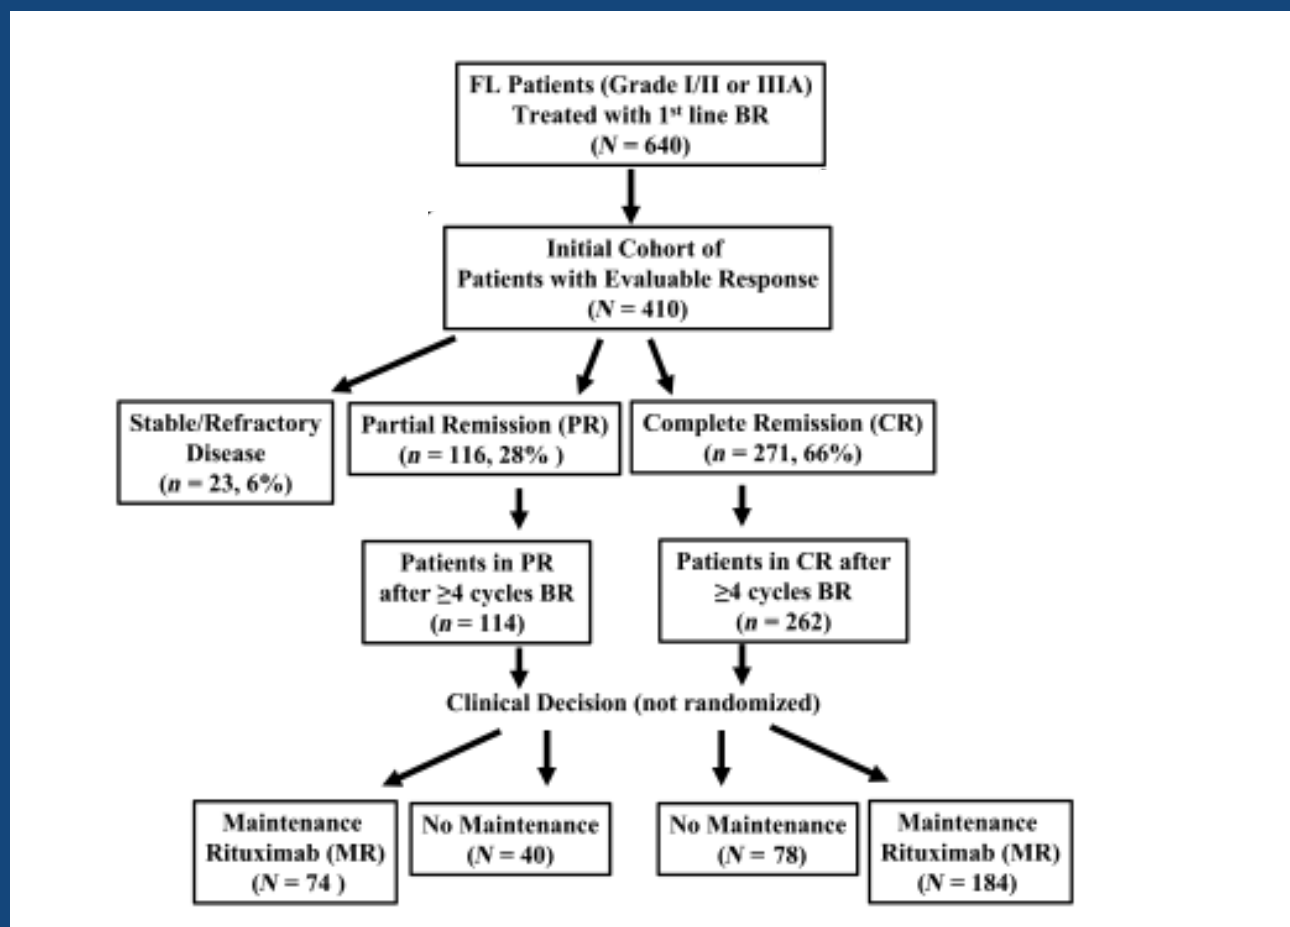 FL Patients (Grade I/II or IIIA)
Treated with 1st line BR
(N = 640)
Initial Cohort of
Patients with Evaluable Response
(N = 410)
Stable/Refractory
Disease
(n = 23, 6%)
Partial Remission (PR)
(n = 116, 28% )
Complete Remission (CR)
(n = 271, 66%)
Patients in PR
after ≥4 cycles BR
(n = 114)
Patients in CR after
≥4 cycles BR
(n = 262)
Clinical Decision (not randomized)
Maintenance
Rituximab (MR)
(N = 74 )
No Maintenance
(N = 40)
No Maintenance
(N = 78)
Maintenance
Rituximab (MR)
(N = 184)